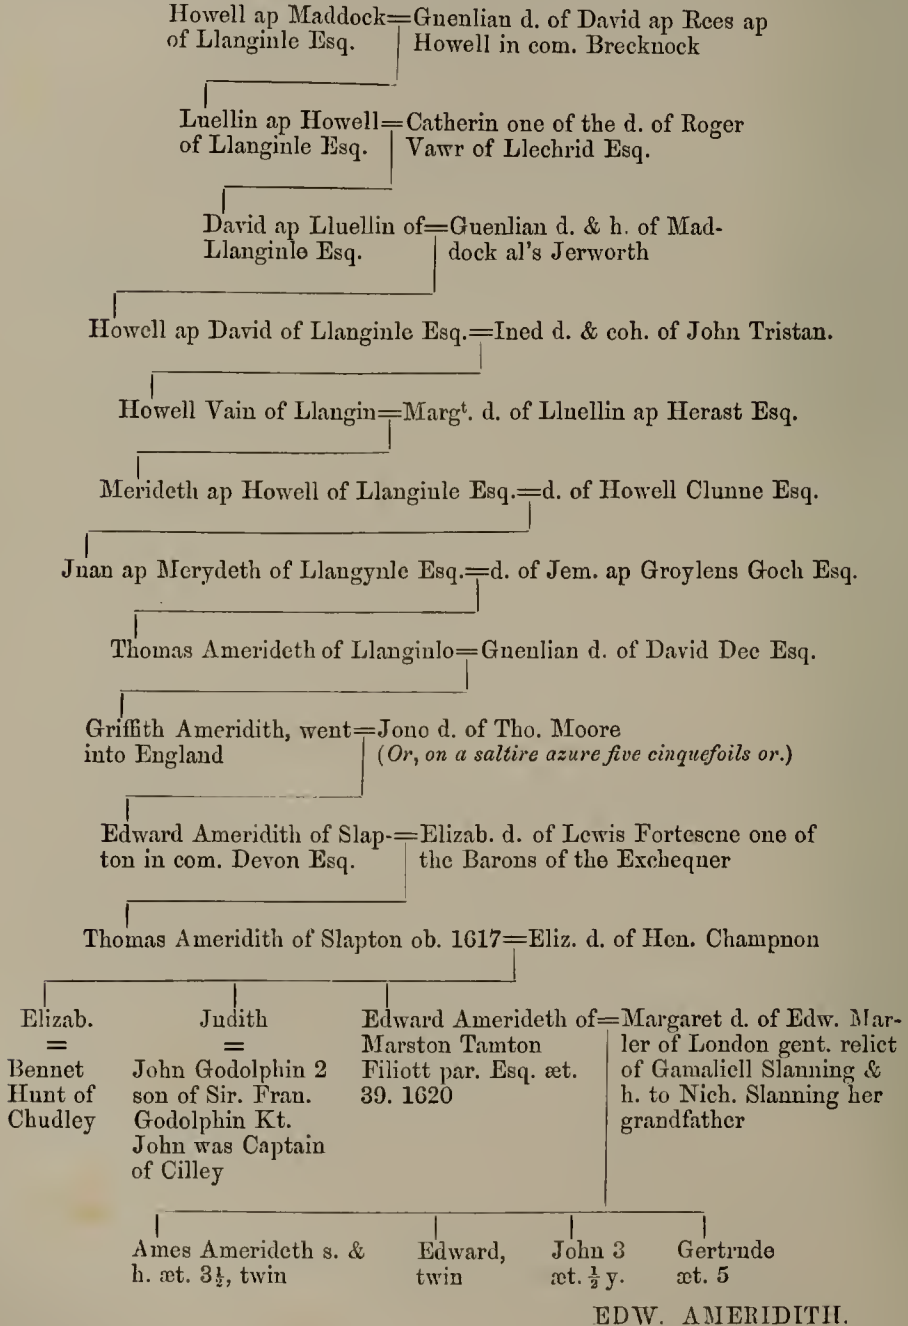 Howell ap Maddock=Guenlian d. of David ap Rees ap
of Llanginle Esq. Howell in com. Brecknock
Luellin ap Howell=Catherin one of the d. of Roger
of Llanginle Esq. Vawr of Llechrid Esq.
David ap Lluellin of=Guenlian d. & h. of Mad-
Llanginle Esq. dock al's Jerworth
Howell ap David of Llanginle Esq.=Ined d. & coh. of John Tristan.
Howell Vain of Llangin=Margt. d. of Lluellin ap Herast Esq.
Merideth ap Howell of Llanginle Esq.=d. of Howell Clunne Esq.
Juan ap Merydeth of Llangynle Esq.=d. of Jem. ap Groylens Goch Esq.
Thomas Amerideth of Llanginlo=Guenlian d. of David Dee Esq.
Griffith Ameridith, went=Jone d. of Tho. Moore
into England (Or, on a saltire azure five cinquefoils or.)
Edward Ameridith of Slap-=Elizab. d. of Lewis Fortescue one of
ton in com. Devon Esq. the Barons of the Exchequer
Thomas Ameridith of Slapton ob. 1617=Eliz. d. of Hen. Champnon
Elizab.
=
Bennet
Hunt of
Chudley
Judith
=
John Godolphin 2
son of Sir. Fran.
Godolphin Kt.
John was Captain
of Cilley
Edward Amerideth of=Margaret d. of Edw. Mar-
Marston Tamton ler of London gent. relict
Filiott par. Esq. æt. of Gamaliell Slanning &
39. 1620 h. to Nich. Slanning her
grandfather
Ames Amerideth s. &
h. æt. 3½, twin
Edward,
twin
John 3
æt. ½ y.
Gertrude
æt. 5
EDW. AMERIDITH.